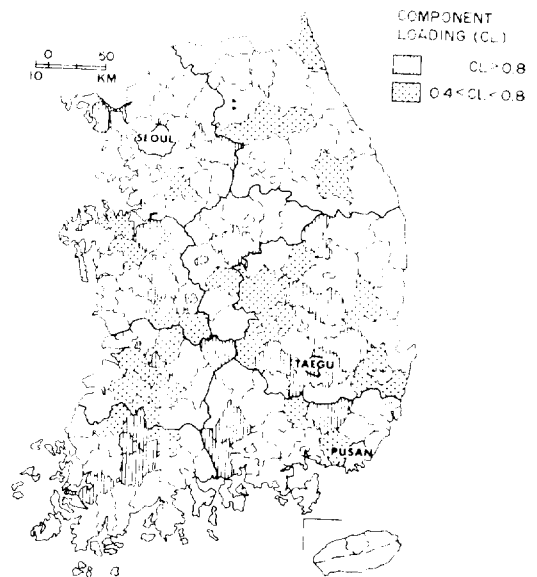 COMPONENT
LOADING (CL)
CL > 0.8
0.4 < CL < 0.8
0 50
10 KM
SEOUL
TAEGU
PUSAN